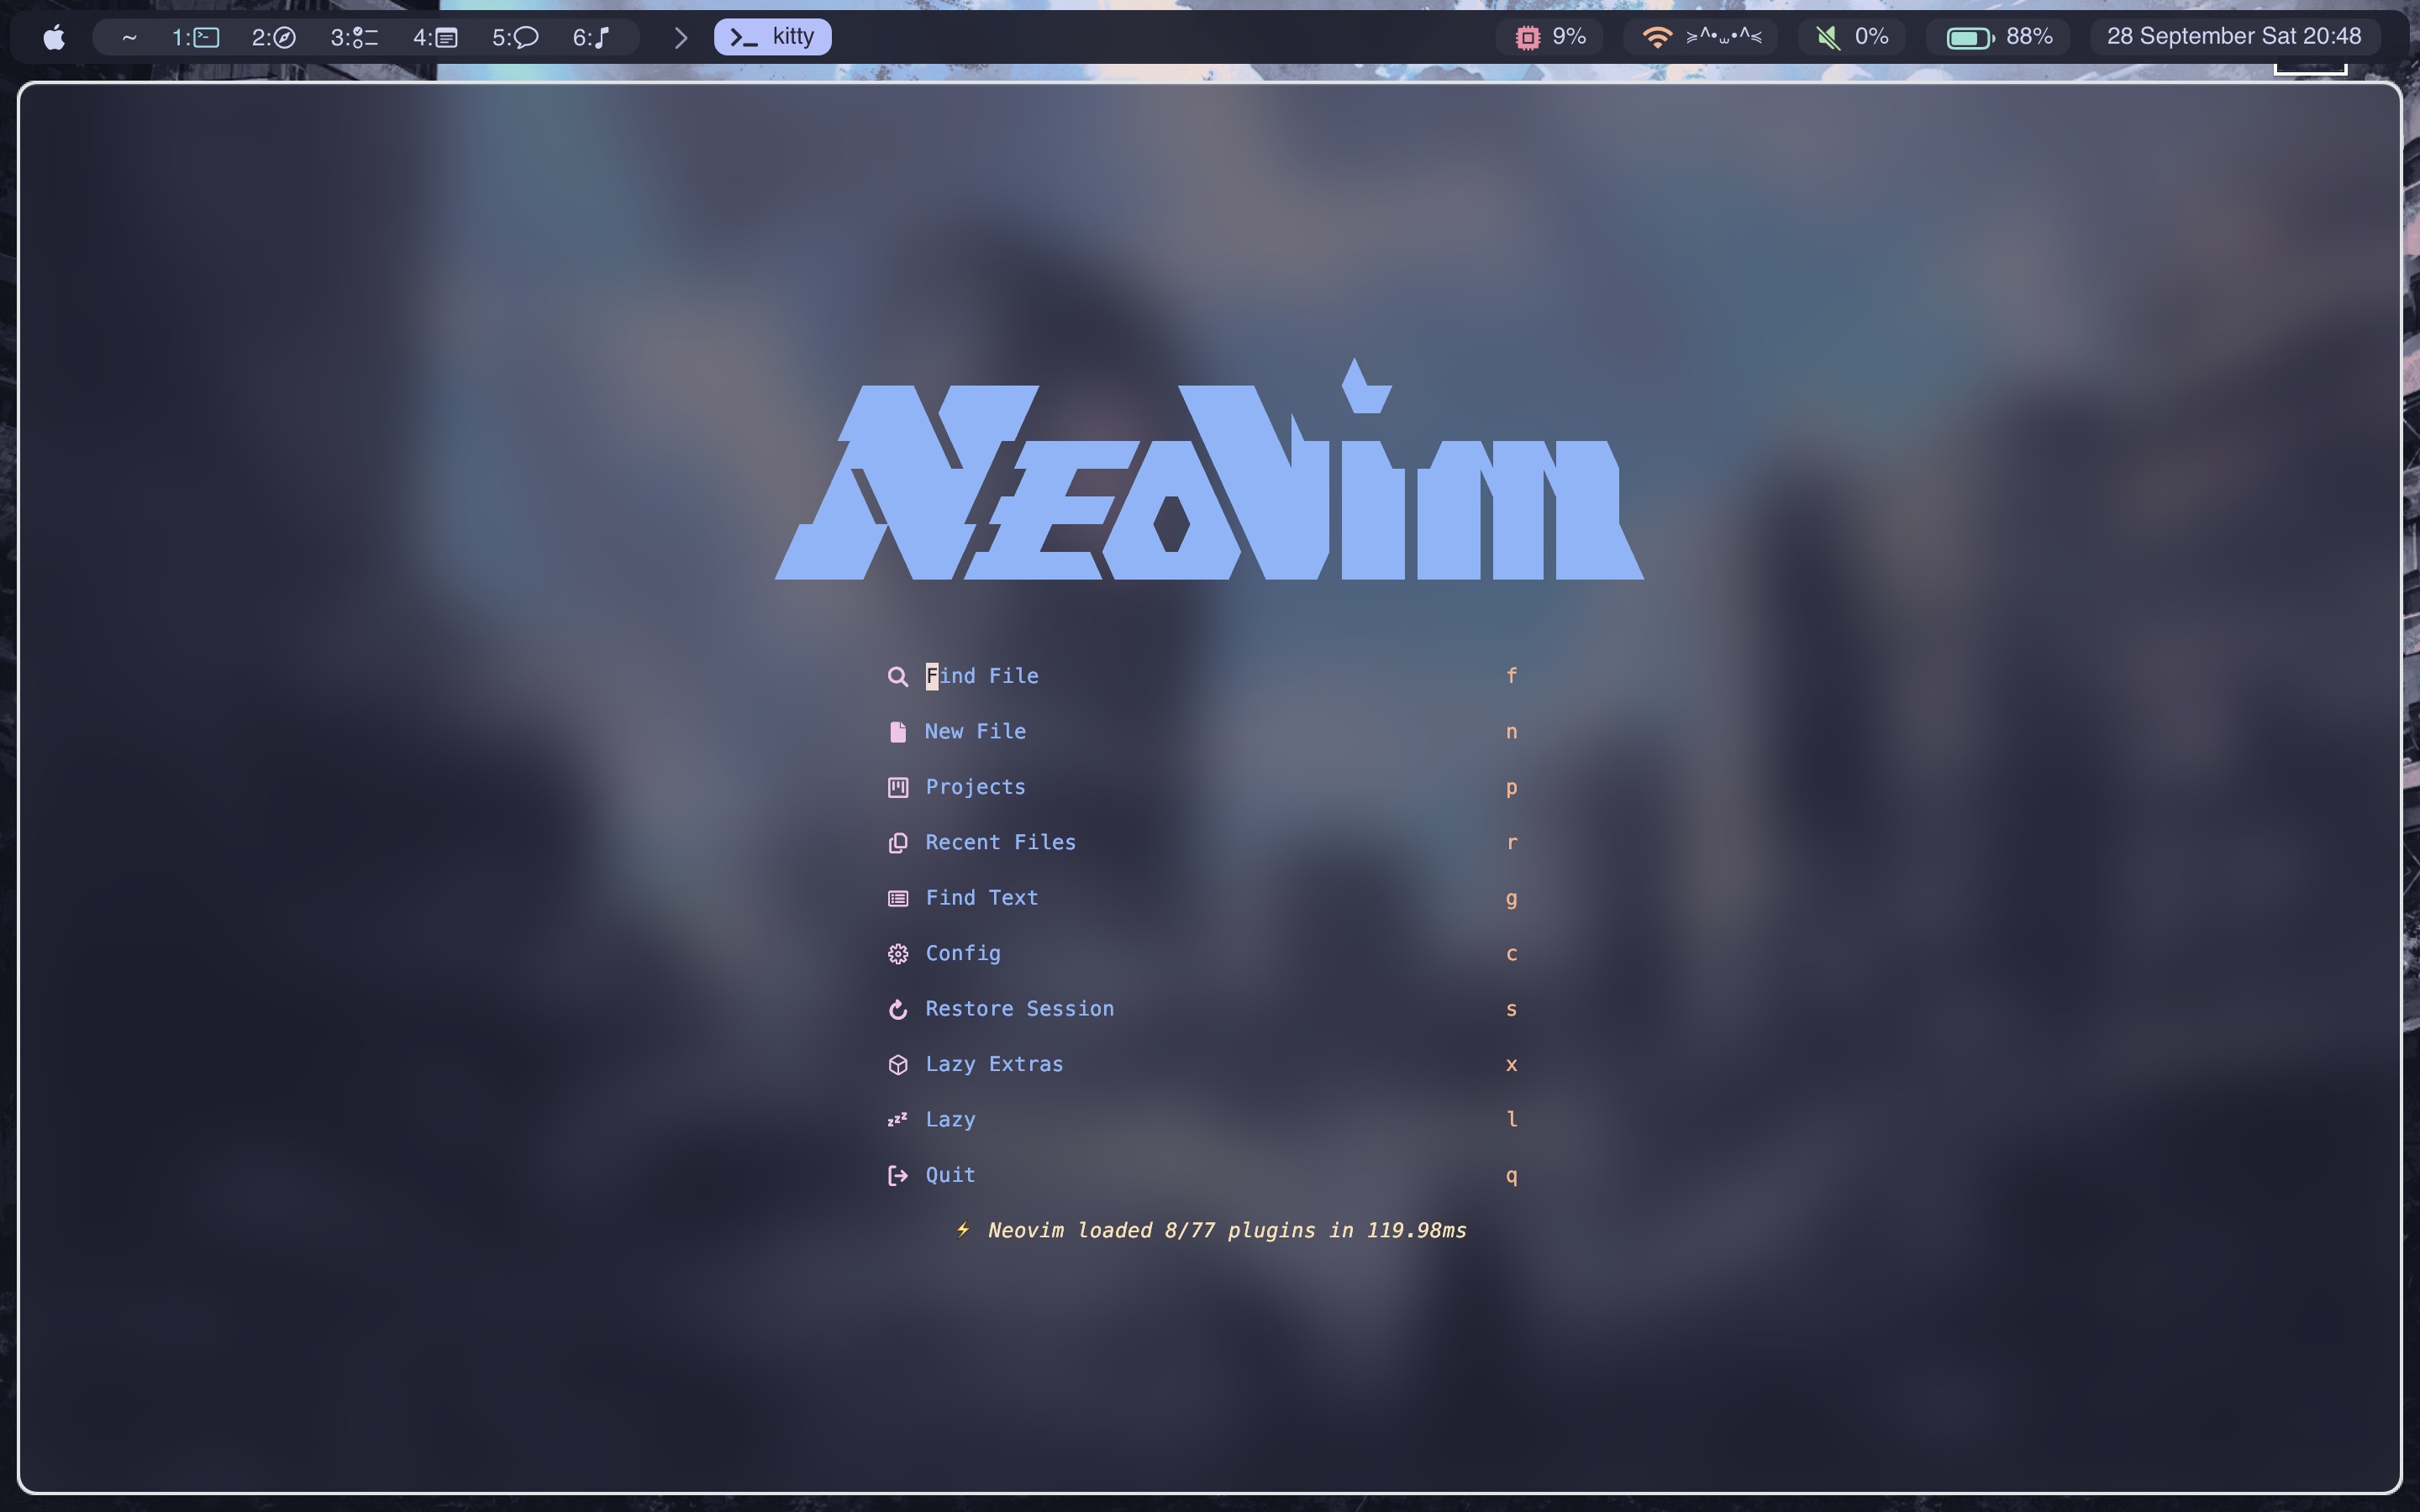 ~ 1: 2: 3: 4: 5: 6: kitty 9% ≽^•⩊•^≼ 0% 88% 28 September Sat 20:48
NEOVIM
Find File f
New File n
Projects p
Recent Files r
Find Text g
Config c
Restore Session s
Lazy Extras x
zzz Lazy l
Quit q
⚡ Neovim loaded 8/77 plugins in 119.98ms